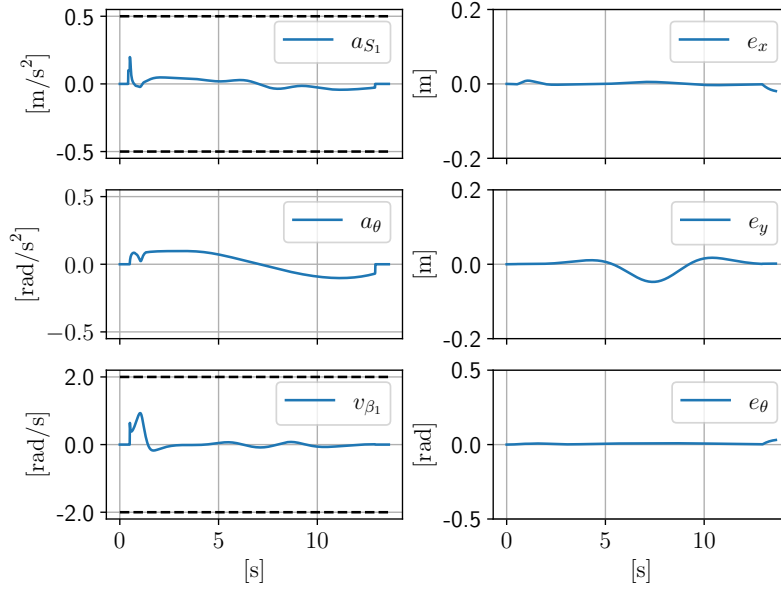 0.5
0.0
-0.5
[m/s²]
a_{S_1}
0.2
0.0
-0.2
[m]
e_x
0.5
0.0
−0.5
[rad/s²]
a_θ
0.2
0.0
-0.2
[m]
e_y
2.0
0.0
-2.0
[rad/s]
v_{β_1}
0 5 10
[s]
0.5
0.0
-0.5
[rad]
e_θ
0 5 10
[s]